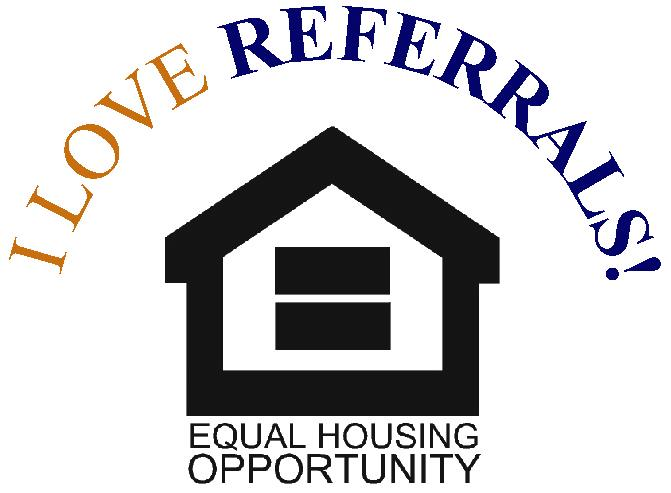 I LOVE REFERRALS!
EQUAL HOUSING
OPPORTUNITY